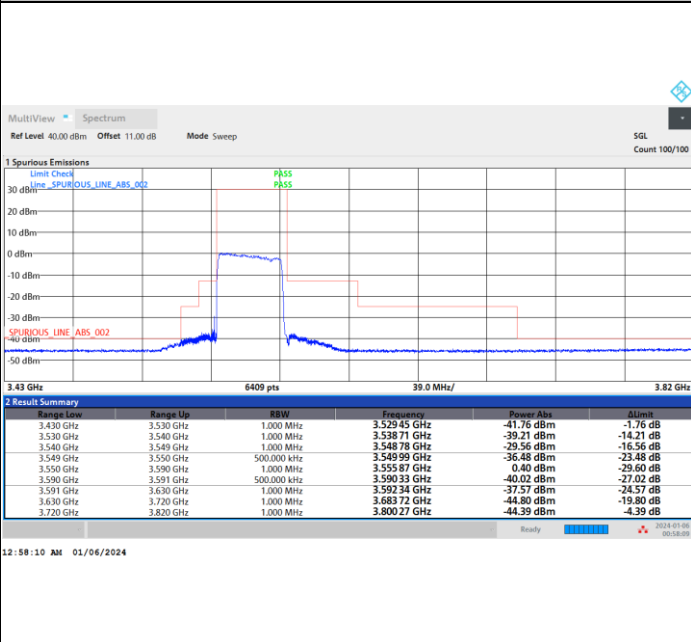 MultiView Spectrum
Ref Level 40.00 dBm Offset 11.00 dB Mode Sweep SGL
Count 100/100
1 Spurious Emissions
Limit Check PASS
Line _SPURIOUS_LINE_ABS_002 PASS
30 dBm
20 dBm
10 dBm
0 dBm
-10 dBm
-20 dBm
-30 dBm
_SPURIOUS_LINE_ABS_002
-40 dBm
-50 dBm
3.43 GHz 6409 pts 39.0 MHz/ 3.82 GHz
2 Result Summary
Range Low Range Up RBW Frequency Power Abs ΔLimit
3.430 GHz 3.530 GHz 1.000 MHz 3.529 45 GHz -41.76 dBm -1.76 dB
3.530 GHz 3.540 GHz 1.000 MHz 3.538 71 GHz -39.21 dBm -14.21 dB
3.540 GHz 3.549 GHz 1.000 MHz 3.548 78 GHz -29.56 dBm -16.56 dB
3.549 GHz 3.550 GHz 500.000 kHz 3.549 99 GHz -36.48 dBm -23.48 dB
3.550 GHz 3.590 GHz 1.000 MHz 3.555 87 GHz 0.40 dBm -29.60 dB
3.590 GHz 3.591 GHz 500.000 kHz 3.590 33 GHz -40.02 dBm -27.02 dB
3.591 GHz 3.630 GHz 1.000 MHz 3.592 34 GHz -37.57 dBm -24.57 dB
3.630 GHz 3.720 GHz 1.000 MHz 3.683 72 GHz -44.80 dBm -19.80 dB
3.720 GHz 3.820 GHz 1.000 MHz 3.800 27 GHz -44.39 dBm -4.39 dB
Ready 2024-01-06
00:58:09
12:58:10 AM 01/06/2024